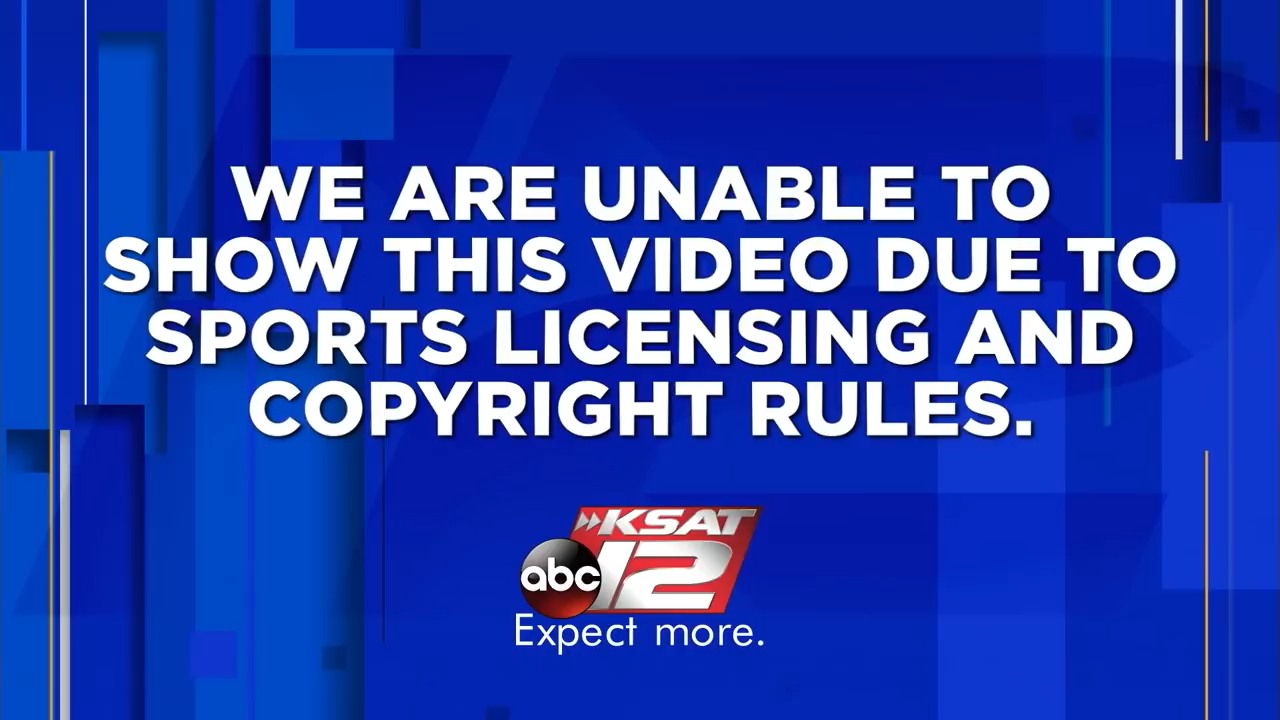 WE ARE UNABLE TO
SHOW THIS VIDEO DUE TO
SPORTS LICENSING AND
COPYRIGHT RULES.
KSAT
abc 12
Expect more.